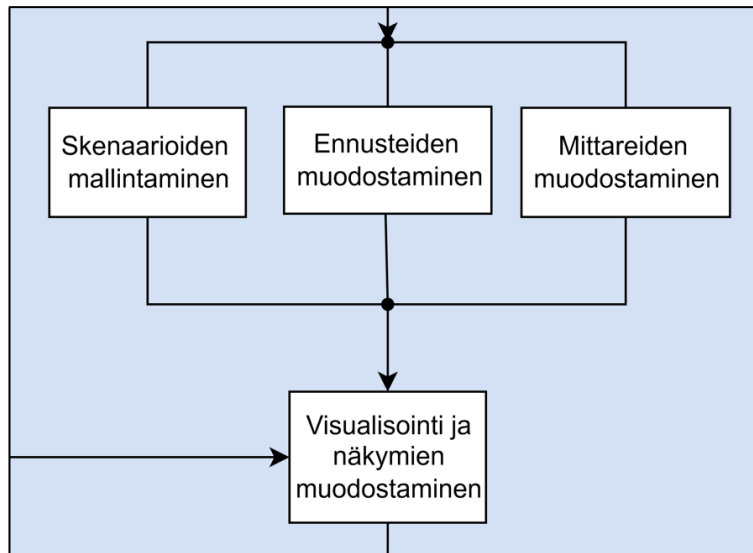 Skenaarioiden
mallintaminen
Ennusteiden
muodostaminen
Mittareiden
muodostaminen
Visualisointi ja
näkymien
muodostaminen